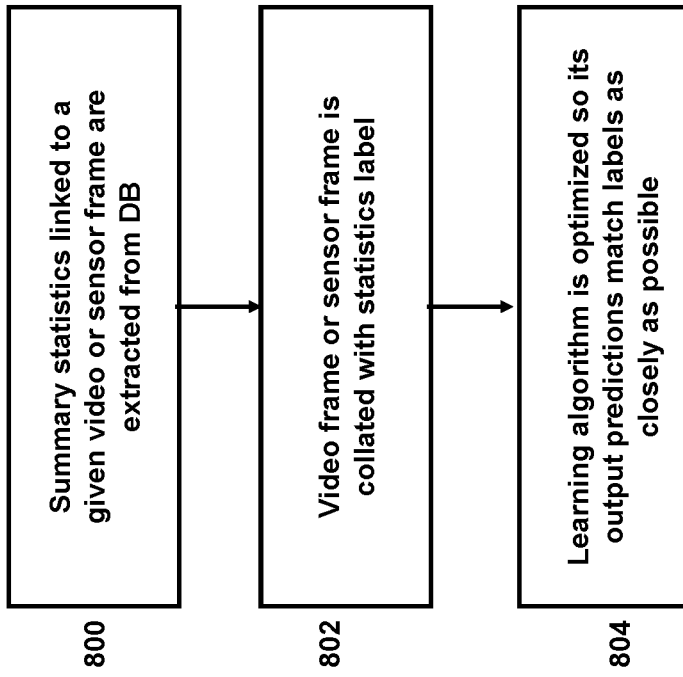 800
Summary statistics linked to a
given video or sensor frame are
extracted from DB
802
Video frame or sensor frame is
collated with statistics label
804
Learning algorithm is optimized so its
output predictions match labels as
closely as possible